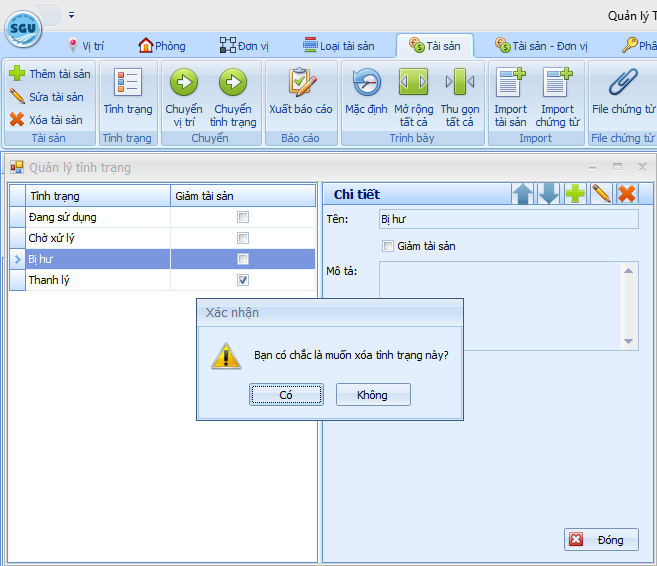 SGU
Quản lý T
Vị trí
Phòng
Đơn vị
Loại tài sản
Tài sản
Tài sản - Đơn vị
Phâ
Thêm tài sản
Sửa tài sản
Xóa tài sản
Tình trạng
Chuyển
vị trí
Chuyển
tình trạng
Xuất báo cáo
Mặc định
Mở rộng
tất cả
Thu gọn
tất cả
Import
tài sản
Import
chứng từ
File chứng từ
Tài sản
Tình trạng
Chuyển
Báo cáo
Trình bày
Import
File chứng từ
Quản lý tình trạng
Tình trạng
Giảm tài sản
Đang sử dụng
Chờ xử lý
Bị hư
Thanh lý
Chi tiết
Tên:
Bị hư
Giảm tài sản
Mô tả:
Xác nhận
Bạn có chắc là muốn xóa tình trạng này?
Có
Không
Đóng